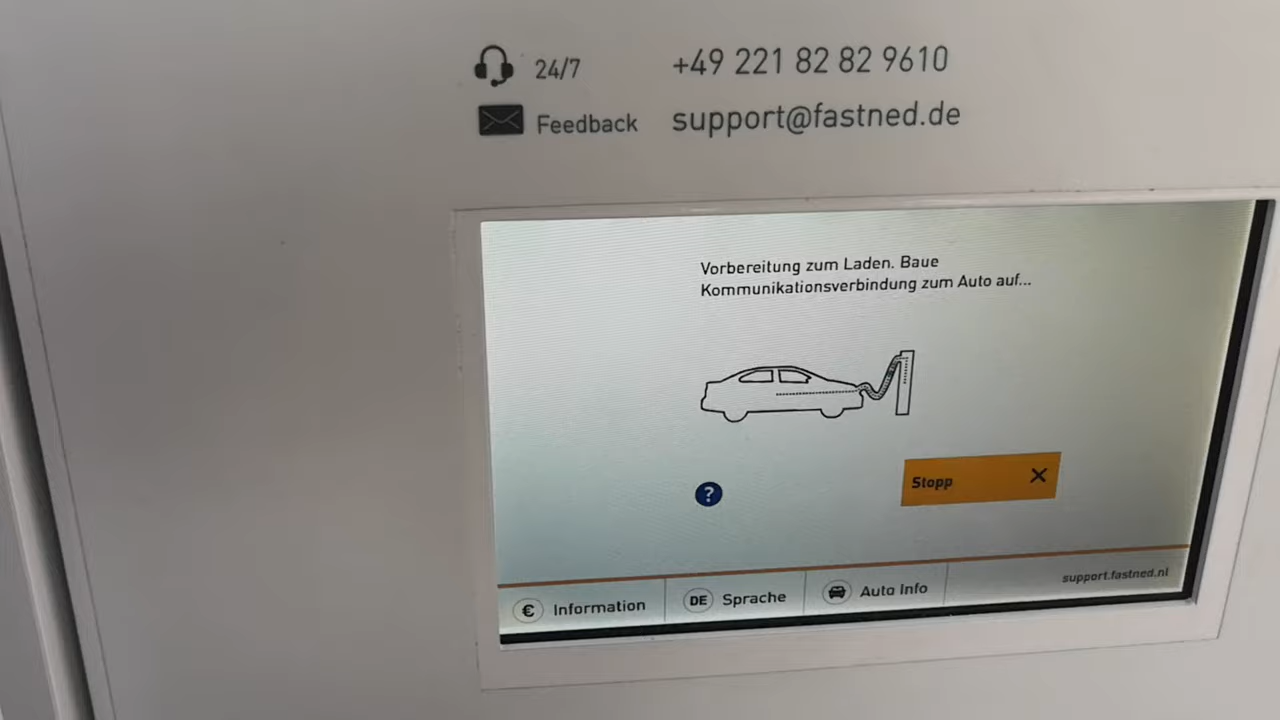 24/7 +49 221 82 82 9610
Feedback support@fastned.de
Vorbereitung zum Laden. Baue
Kommunikationsverbindung zum Auto auf...
?
Stopp X
€ Information DE Sprache Auto Info support.fastned.nl